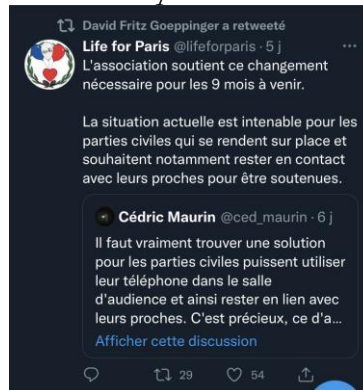 David Fritz Goeppinger a retweeté
Life for Paris @lifeforparis · 5 j
L'association soutient ce changement
nécessaire pour les 9 mois à venir.
La situation actuelle est intenable pour les
parties civiles qui se rendent sur place et
souhaitent notamment rester en contact
avec leurs proches pour être soutenues.
Cédric Maurin @ced_maurin · 6 j
Il faut vraiment trouver une solution
pour les parties civiles puissent utiliser
leur téléphone dans le salle
d'audience et ainsi rester en lien avec
leurs proches. C'est précieux, ce d'a...
Afficher cette discussion
29 54